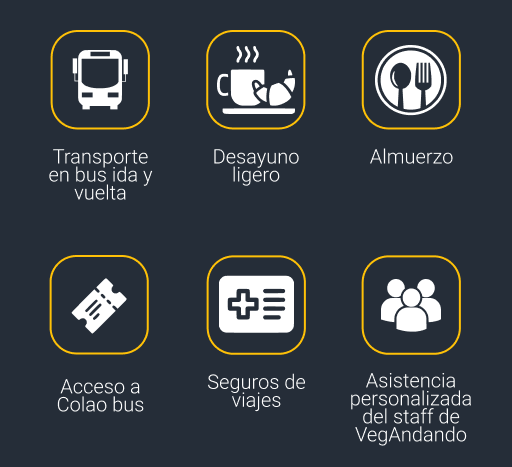 Transporte
en bus ida y
vuelta
Desayuno
ligero
Almuerzo
Acceso a
Colao bus
Seguros de
viajes
Asistencia
personalizada
del staff de
VegAndando